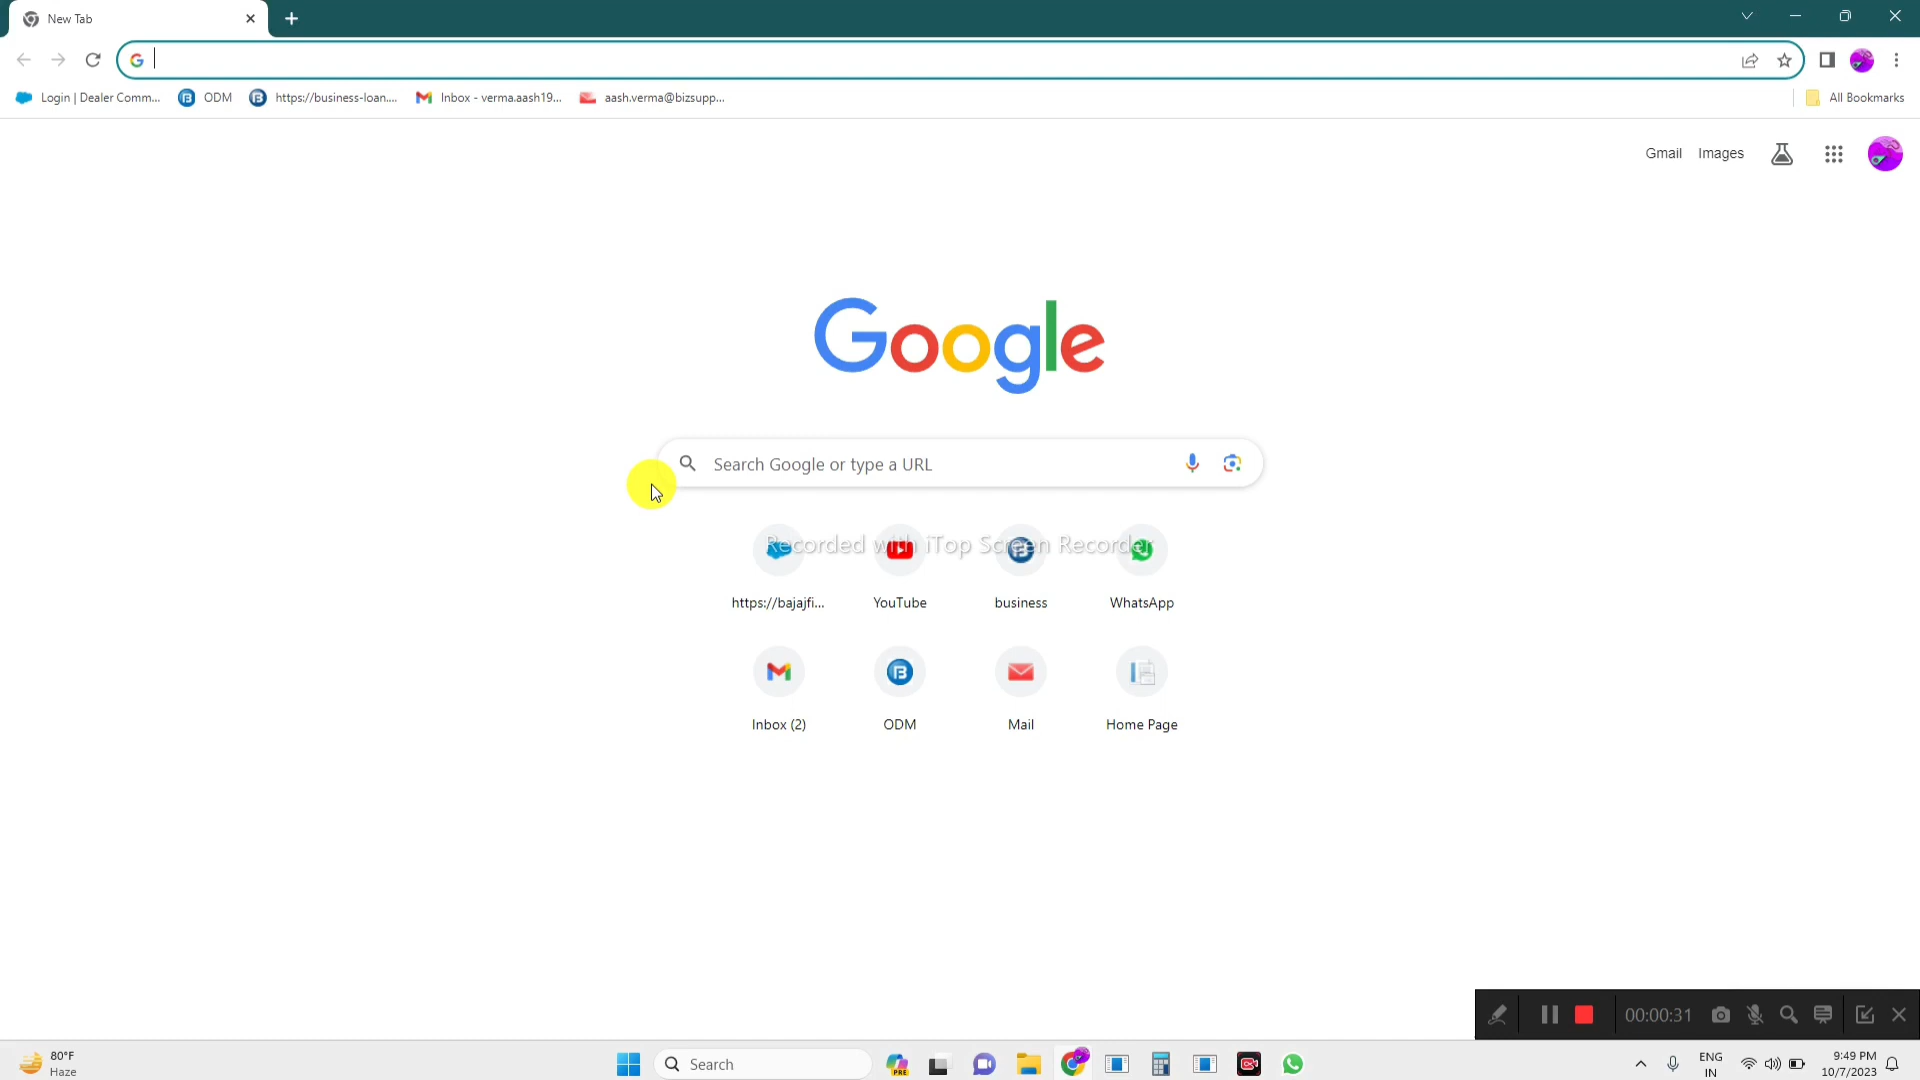 New Tab
Login | Dealer Comm...
ODM
https://business-loan....
Inbox - verma.aash19...
aash.verma@bizsupp...
All Bookmarks
Gmail
Images
Google
Search Google or type a URL
Recorded with iTop Screen Recorder
https://bajajfi...
YouTube
business
WhatsApp
Inbox (2)
ODM
Mail
Home Page
00:00:31
80°F
Haze
Search
PRE
ENG
IN
9:49 PM
10/7/2023